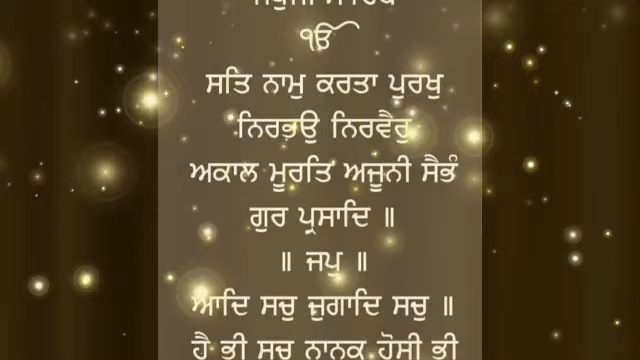 ੴ
ਸਤਿ ਨਾਮੁ ਕਰਤਾ ਪੁਰਖੁ
ਨਿਰਭਉ ਨਿਰਵੈਰੁ
ਅਕਾਲ ਮੂਰਤਿ ਅਜੂਨੀ ਸੈਭੰ
ਗੁਰ ਪ੍ਰਸਾਦਿ ॥
॥ ਜਪੁ ॥
ਆਦਿ ਸਚੁ ਜੁਗਾਦਿ ਸਚੁ ॥
ਹੈ ਭੀ ਸਚੁ ਨਾਨਕ ਹੋਸੀ ਭੀ